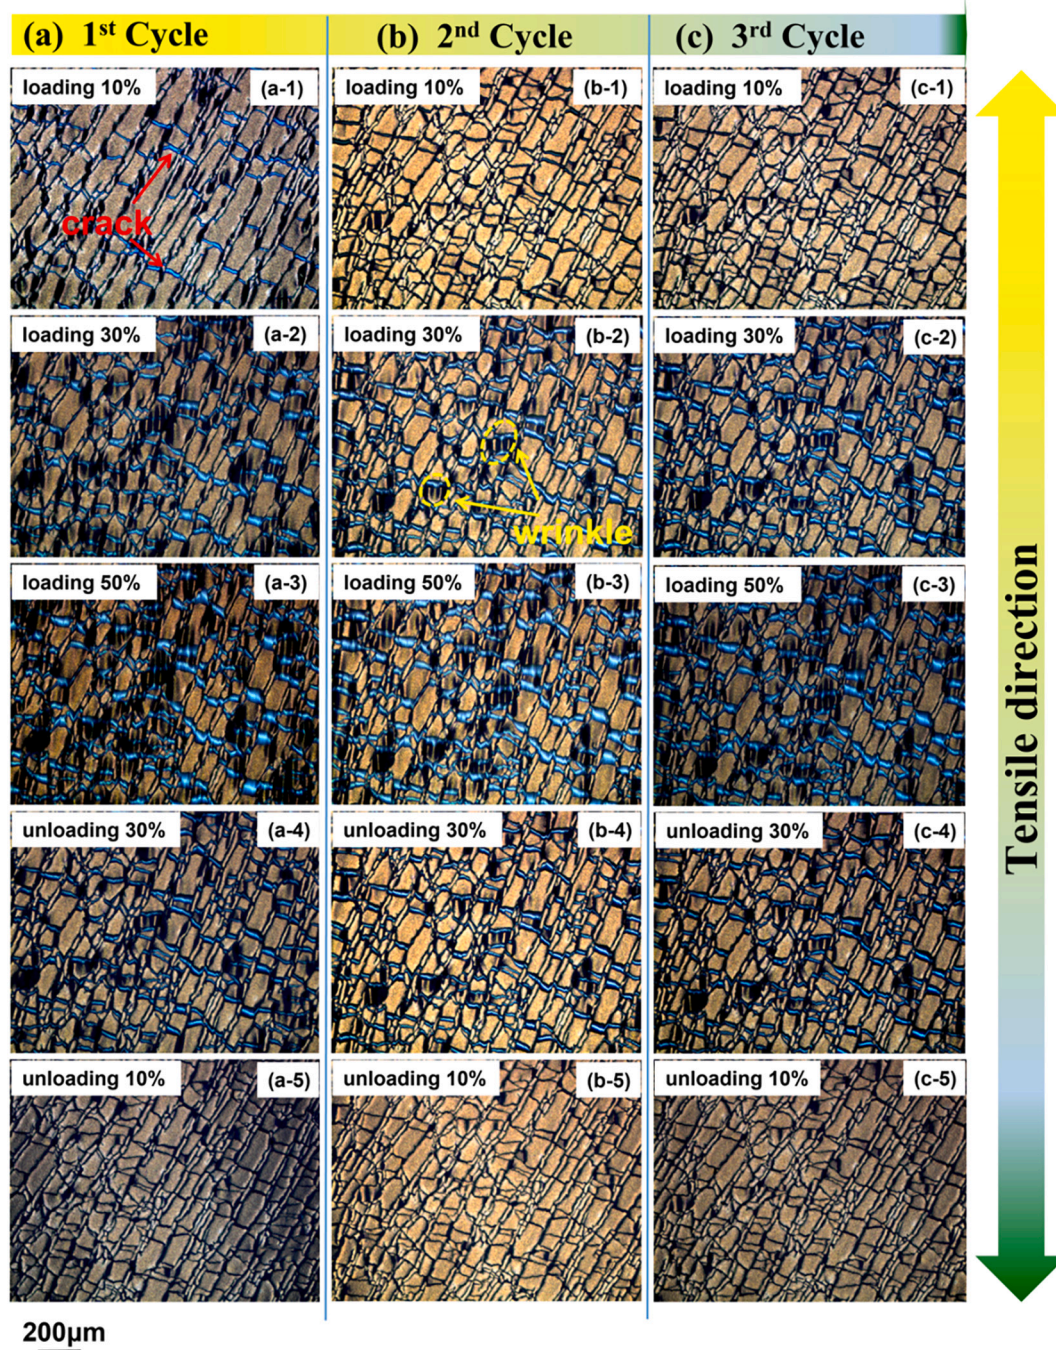 (a) 1st Cycle
(b) 2nd Cycle
(c) 3rd Cycle
loading 10%
(a-1)
loading 10%
(b-1)
loading 10%
(c-1)
crack
loading 30%
(a-2)
loading 30%
(b-2)
loading 30%
(c-2)
wrinkle
loading 50%
(a-3)
loading 50%
(b-3)
loading 50%
(c-3)
unloading 30%
(a-4)
unloading 30%
(b-4)
unloading 30%
(c-4)
unloading 10%
(a-5)
unloading 10%
(b-5)
unloading 10%
(c-5)
Tensile direction
200μm